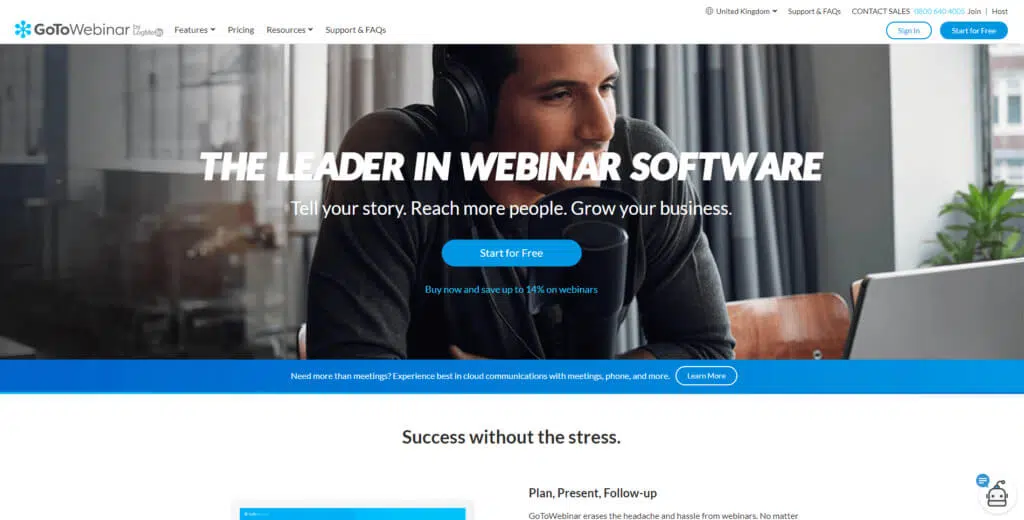 United Kingdom
Support & FAQs
CONTACT SALES 0800 640 4005
Join | Host
GoToWebinar by LogMeIn
Features
Pricing
Resources
Support & FAQs
Sign In
Start for Free
THE LEADER IN WEBINAR SOFTWARE
Tell your story. Reach more people. Grow your business.
Start for Free
Buy now and save up to 14% on webinars
Need more than meetings? Experience best in cloud communications with meetings, phone, and more.
Learn More
Success without the stress.
Plan, Present, Follow-up
GoToWebinar erases the headache and hassle from webinars. No matter